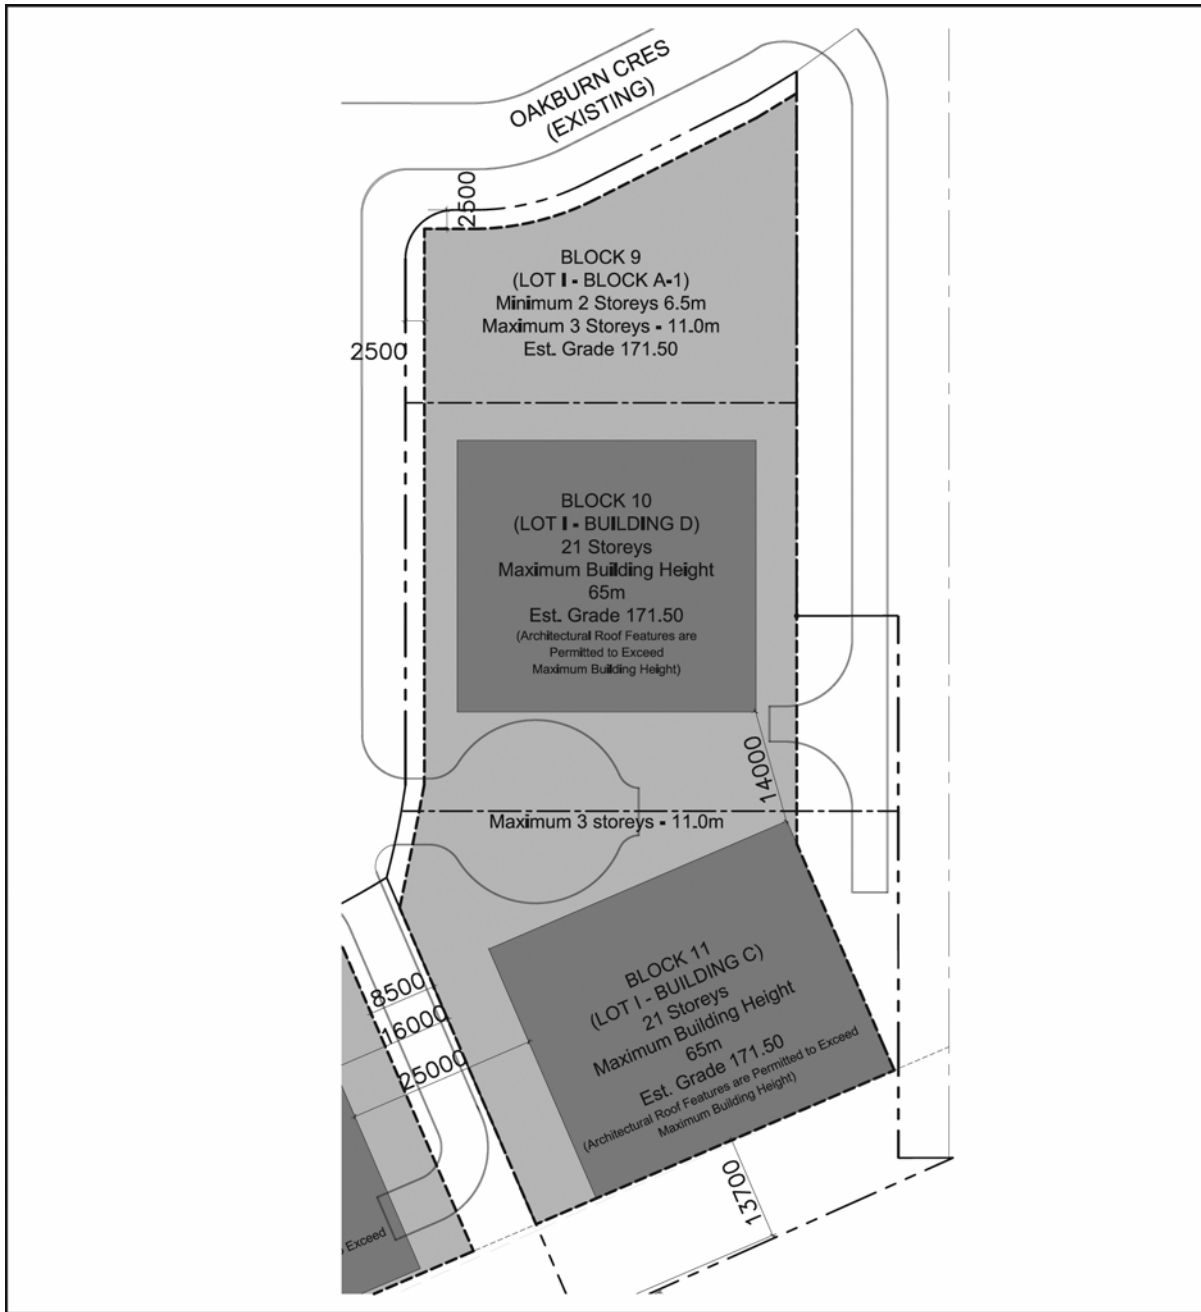 OAKBURN CRES
(EXISTING)
2500
BLOCK 9
(LOT I - BLOCK A-1)
Minimum 2 Storeys 6.5m
Maximum 3 Storeys - 11.0m
Est. Grade 171.50
2500
BLOCK 10
(LOT I - BUILDING D)
21 Storeys
Maximum Building Height
65m
Est. Grade 171.50
(Architectural Roof Features are
Permitted to Exceed
Maximum Building Height)
14000
Maximum 3 storeys - 11.0m
BLOCK 11
(LOT I - BUILDING C)
21 Storeys
Maximum Building Height
65m
Est. Grade 171.50
(Architectural Roof Features are Permitted to Exceed
Maximum Building Height)
8500
16000
25000
13700
Exceed